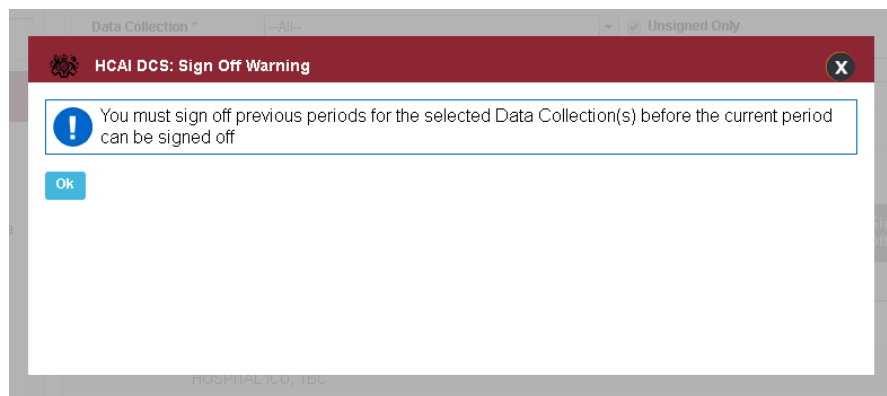 Data Collection * --All-- Unsigned Only
HCAI DCS: Sign Off Warning X
You must sign off previous periods for the selected Data Collection(s) before the current period
can be signed off
Ok
HOSPITAL ICU, TBC